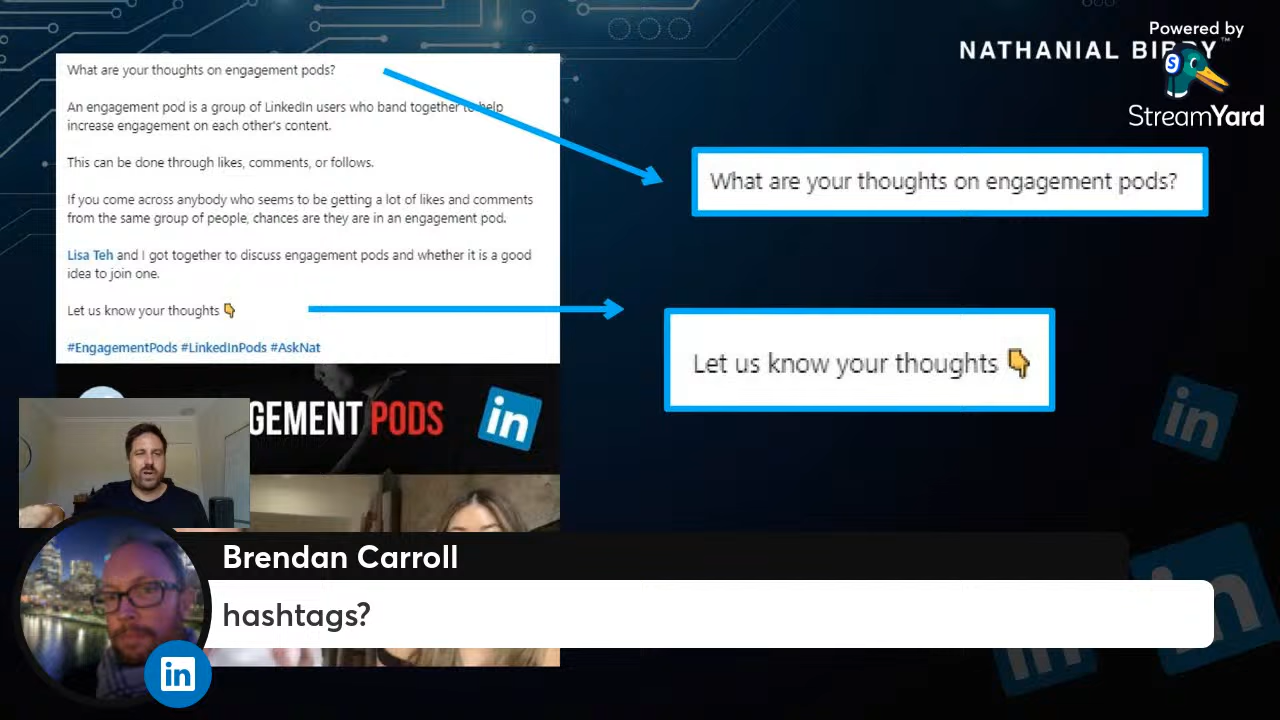 Powered by
NATHANIAL BIBBY
StreamYard
What are your thoughts on engagement pods?
An engagement pod is a group of LinkedIn users who band together to help
increase engagement on each other's content.
This can be done through likes, comments, or follows.
If you come across anybody who seems to be getting a lot of likes and comments
from the same group of people, chances are they are in an engagement pod.
Lisa Teh and I got together to discuss engagement pods and whether it is a good
idea to join one.
Let us know your thoughts 👇
#EngagementPods #LinkedInPods #AskNat
What are your thoughts on engagement pods?
Let us know your thoughts 👇
GEMENT PODS
in
in
Brendan Carroll
hashtags?
in
in
in